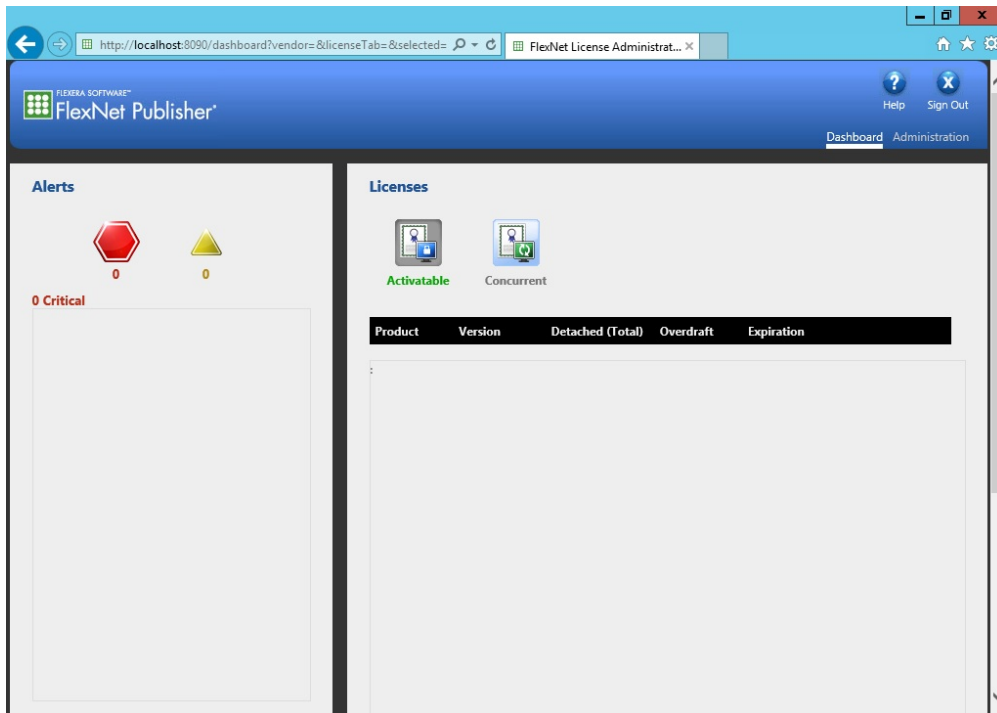 http://localhost:8090/dashboard?vendor=&licenseTab=&selected=
FlexNet License Administrat...
FLEXERA SOFTWARE™
FlexNet Publisher®
Help
Sign Out
Dashboard
Administration
Alerts
0
0
0 Critical
Licenses
Activatable
Concurrent
Product Version Detached (Total) Overdraft Expiration
: